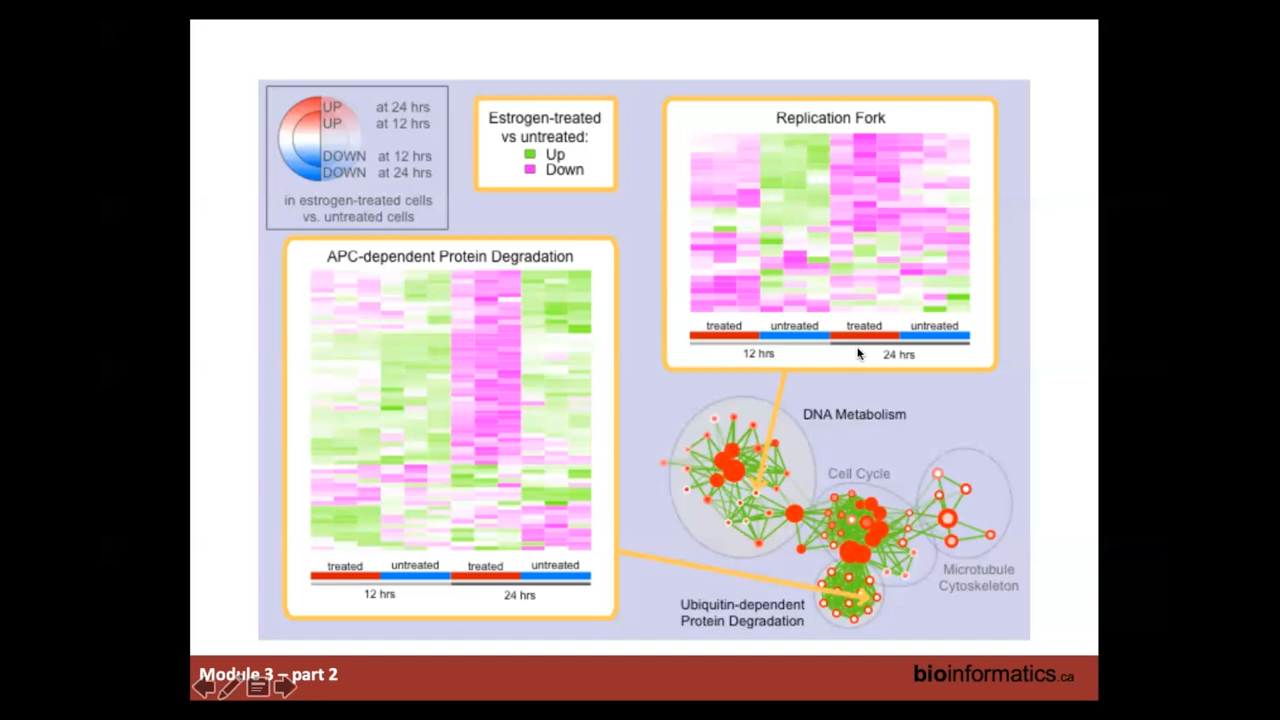 UP at 24 hrs
UP at 12 hrs
DOWN at 12 hrs
DOWN at 24 hrs
in estrogen-treated cells
vs. untreated cells
Estrogen-treated
vs untreated:
Up
Down
Replication Fork
treated untreated treated untreated
12 hrs 24 hrs
APC-dependent Protein Degradation
treated untreated treated untreated
12 hrs 24 hrs
DNA Metabolism
Cell Cycle
Microtubule
Cytoskeleton
Ubiquitin-dependent
Protein Degradation
Module 3 – part 2
bioinformatics.ca